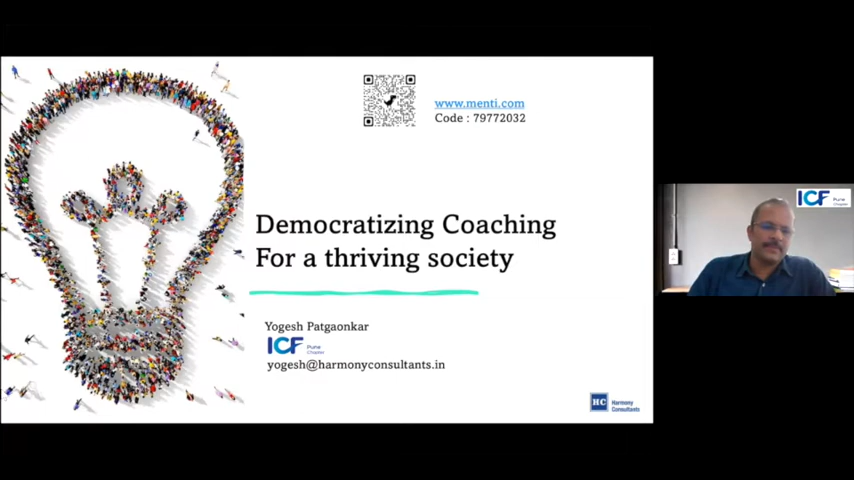 www.menti.com
Code : 79772032
Democratizing Coaching
For a thriving society
Yogesh Patgaonkar
ICF Pune
Chapter
yogesh@harmonyconsultants.in
HC Harmony
Consultants
ICF Pune
Chapter